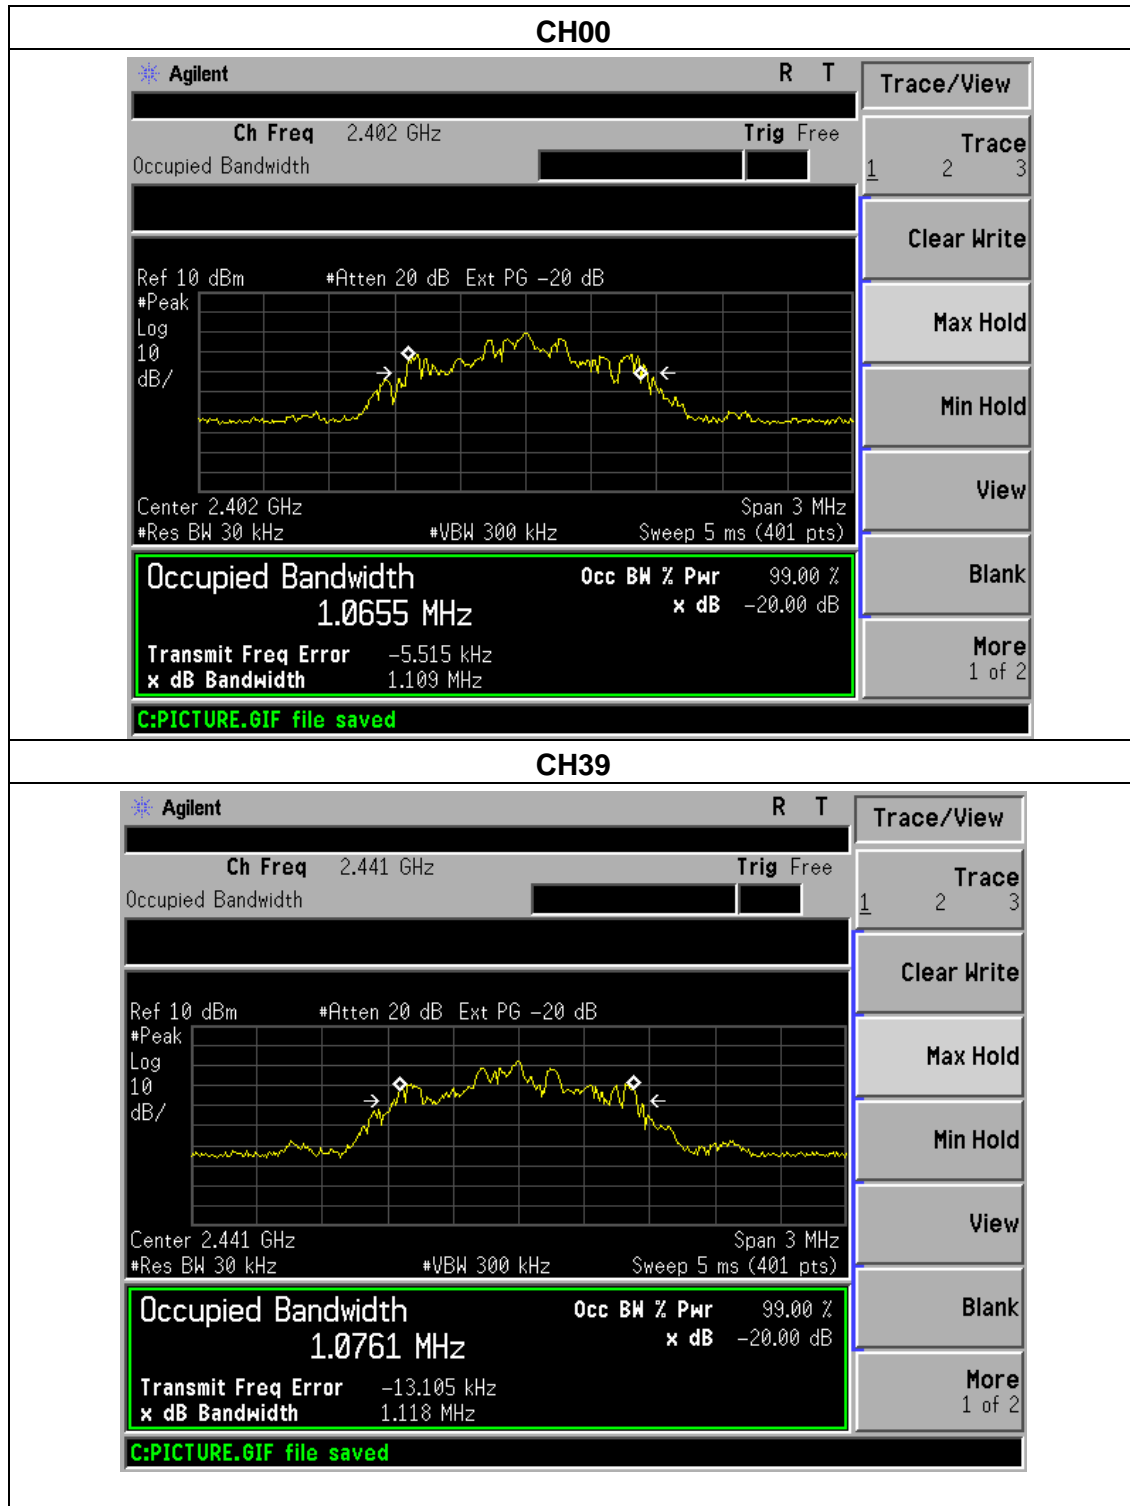 CH00
Agilent R T
Trace/View
Ch Freq 2.402 GHz Trig Free
Occupied Bandwidth
Trace
1 2 3
Clear Write
Max Hold
Min Hold
View
Blank
More
1 of 2
Ref 10 dBm #Atten 20 dB Ext PG -20 dB
#Peak
Log
10
dB/
Center 2.402 GHz Span 3 MHz
#Res BW 30 kHz #VBW 300 kHz Sweep 5 ms (401 pts)
Occupied Bandwidth Occ BW % Pwr 99.00 %
1.0655 MHz x dB -20.00 dB
Transmit Freq Error -5.515 kHz
x dB Bandwidth 1.109 MHz
C:PICTURE.GIF file saved
CH39
Agilent R T
Trace/View
Ch Freq 2.441 GHz Trig Free
Occupied Bandwidth
Trace
1 2 3
Clear Write
Max Hold
Min Hold
View
Blank
More
1 of 2
Ref 10 dBm #Atten 20 dB Ext PG -20 dB
#Peak
Log
10
dB/
Center 2.441 GHz Span 3 MHz
#Res BW 30 kHz #VBW 300 kHz Sweep 5 ms (401 pts)
Occupied Bandwidth Occ BW % Pwr 99.00 %
1.0761 MHz x dB -20.00 dB
Transmit Freq Error -13.105 kHz
x dB Bandwidth 1.118 MHz
C:PICTURE.GIF file saved